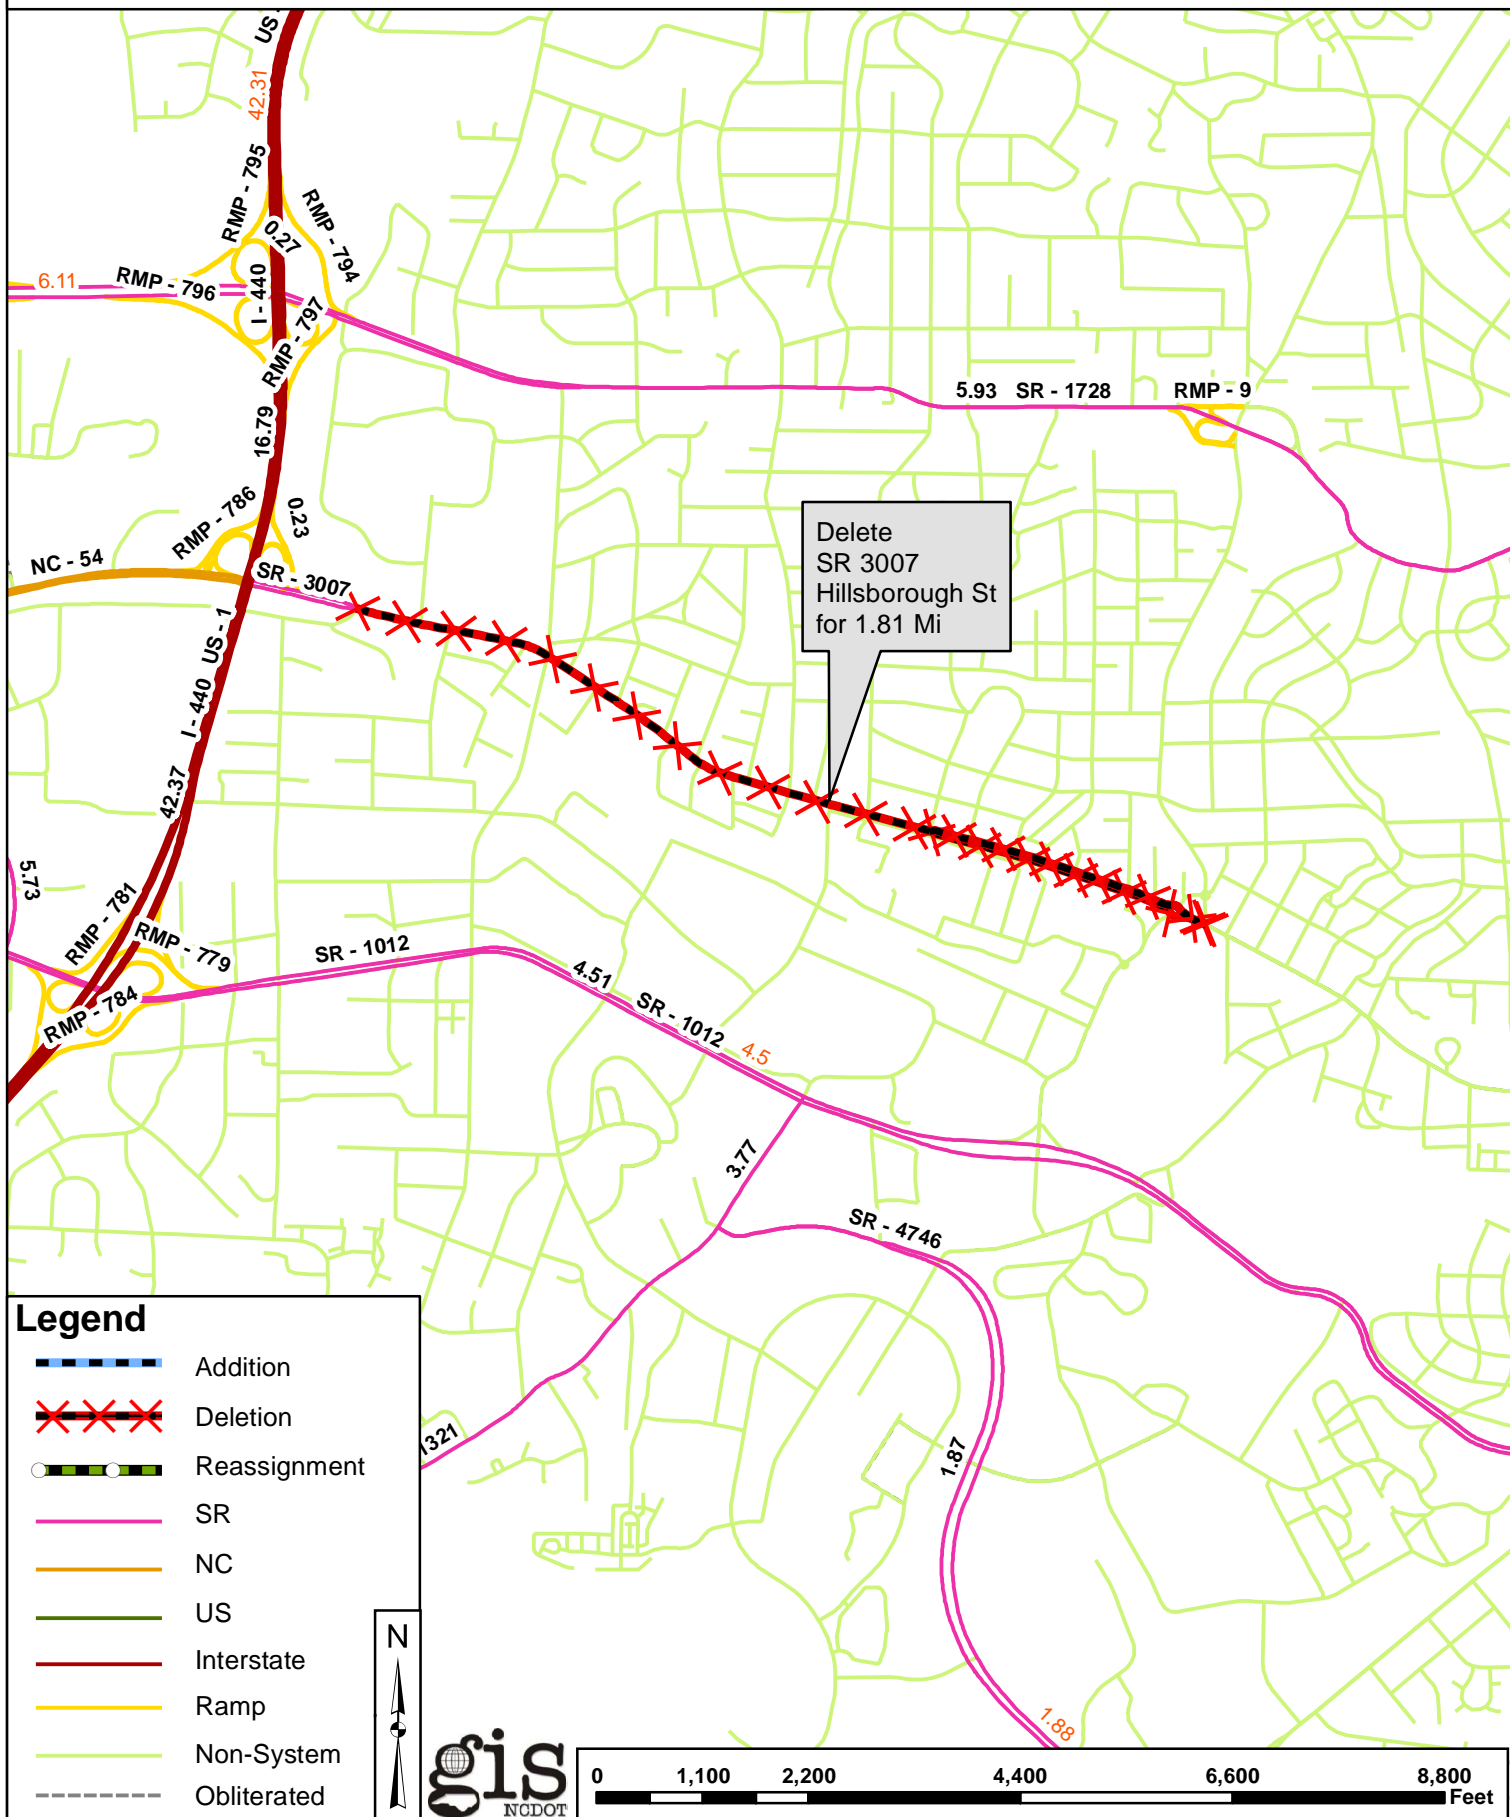 US -
42.31
RMP - 795
RMP - 794
0.27
6.11
RMP - 796
I - 440
RMP - 797
5.93 SR - 1728
RMP - 9
16.79
RMP - 786
0.23
NC - 54
SR - 3007
Delete
SR 3007
Hillsborough St
for 1.81 Mi
I - 440 US - 1
42.37
5.73
RMP - 781
RMP - 779
SR - 1012
RMP - 784
4.51
SR - 1012
4.5
3.77
SR - 4746
1321
1.87
1.88
Legend
Addition
Deletion
Reassignment
SR
NC
US
Interstate
Ramp
Non-System
Obliterated
N
gis
NCDOT
0 1,100 2,200 4,400 6,600 8,800
Feet